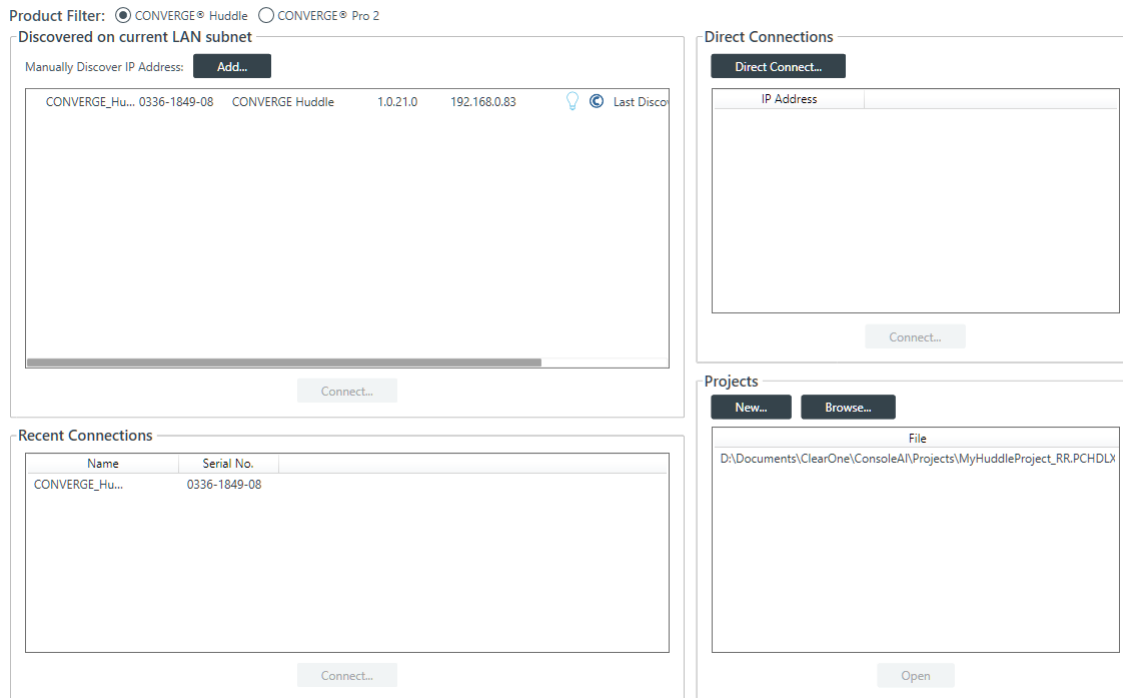 Product Filter: CONVERGE® Huddle CONVERGE® Pro 2
Discovered on current LAN subnet
Manually Discover IP Address: Add...
CONVERGE_Hu... 0336-1849-08 CONVERGE Huddle 1.0.21.0 192.168.0.83 © Last Disco
Connect...
Recent Connections
Name Serial No.
CONVERGE_Hu... 0336-1849-08
Connect...
Direct Connections
Direct Connect...
IP Address
Connect...
Projects
New... Browse...
File
D:\Documents\ClearOne\ConsoleAI\Projects\MyHuddleProject_RR.PCHDLX
Open